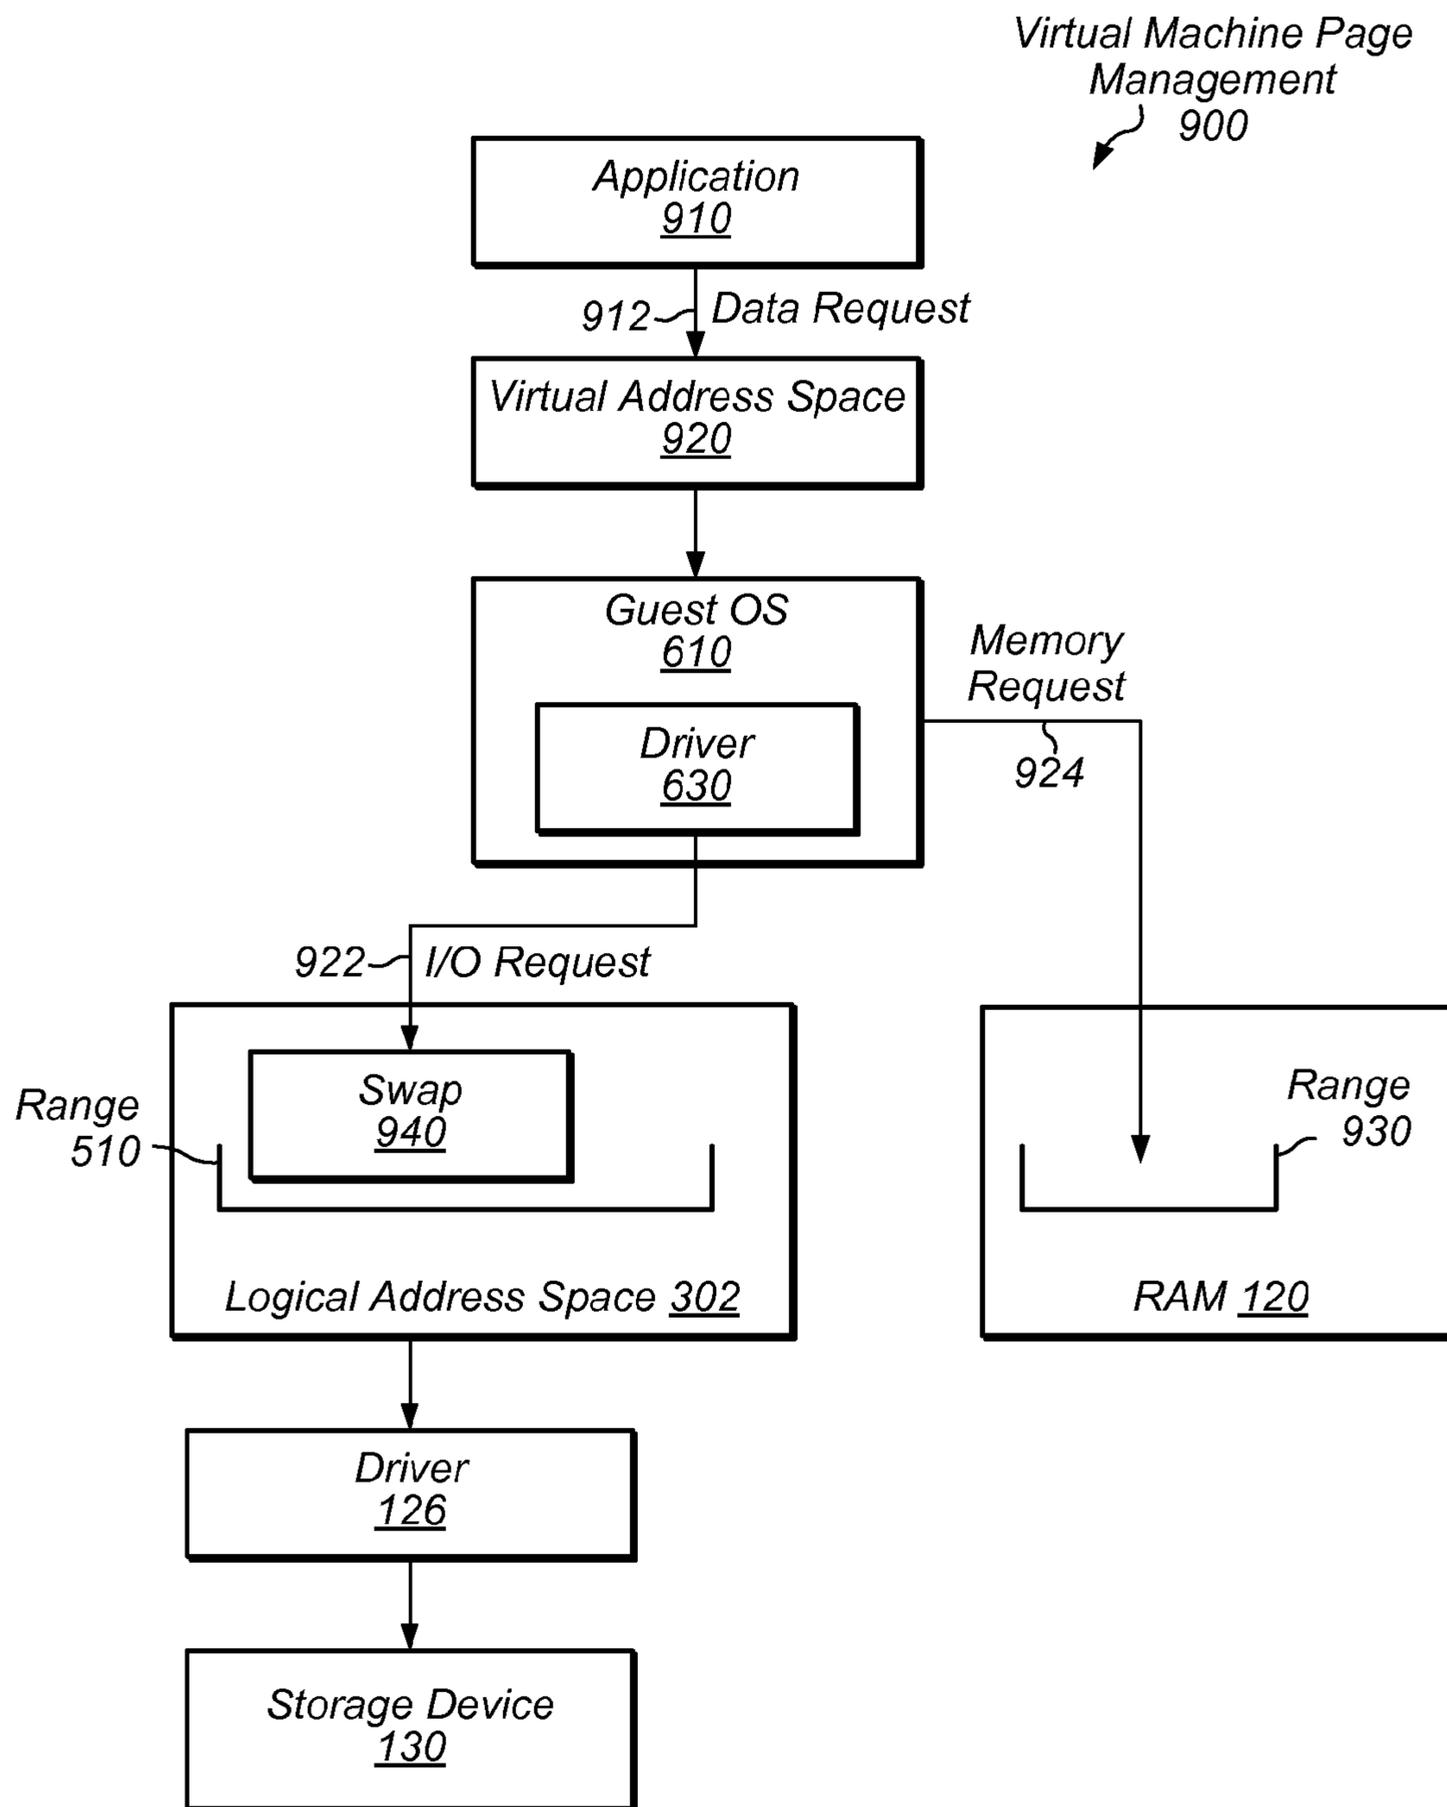 Virtual Machine Page
Management
900
Application
910
912
Data Request
Virtual Address Space
920
Guest OS
610
Driver
630
Memory
Request
924
922
I/O Request
Swap
940
Range
510
Range
930
Logical Address Space 302
RAM 120
Driver
126
Storage Device
130